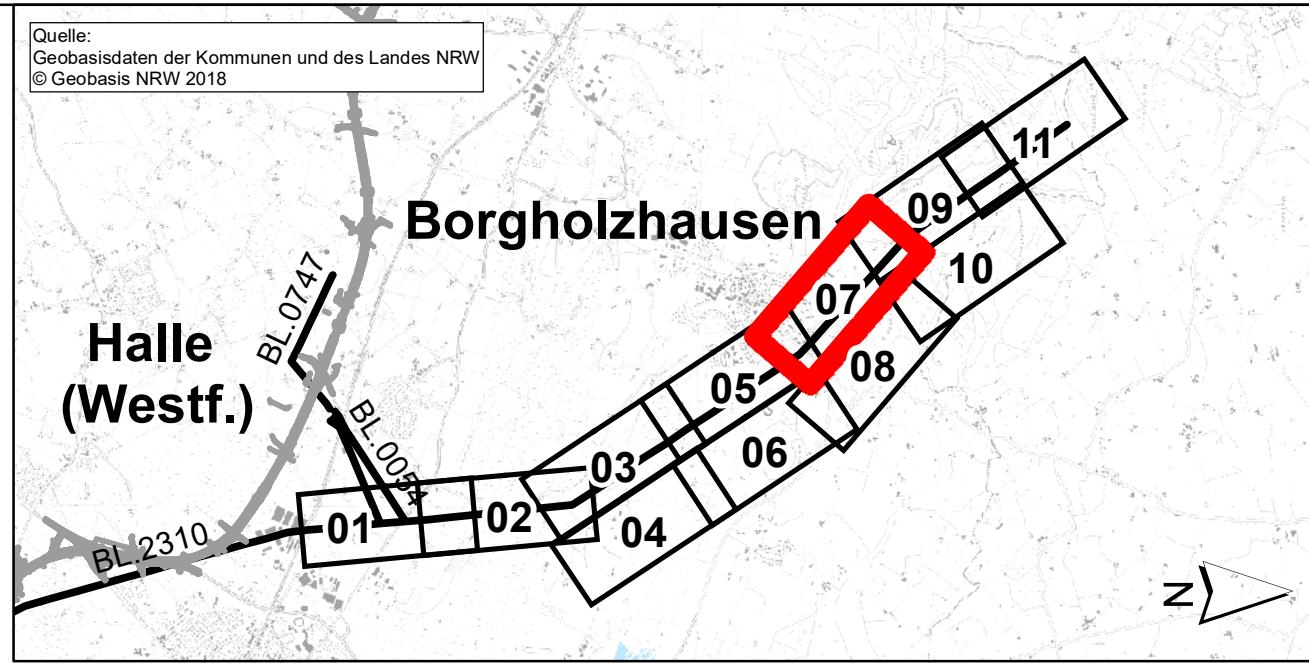 Quelle:
Geobasisdaten der Kommunen und des Landes NRW
© Geobasis NRW 2018
11
Borgholzhausen
09
10
BL.0747
07
Halle
(Westf.)
05
08
BL.0054
03
06
01
02
04
BL.2310
N